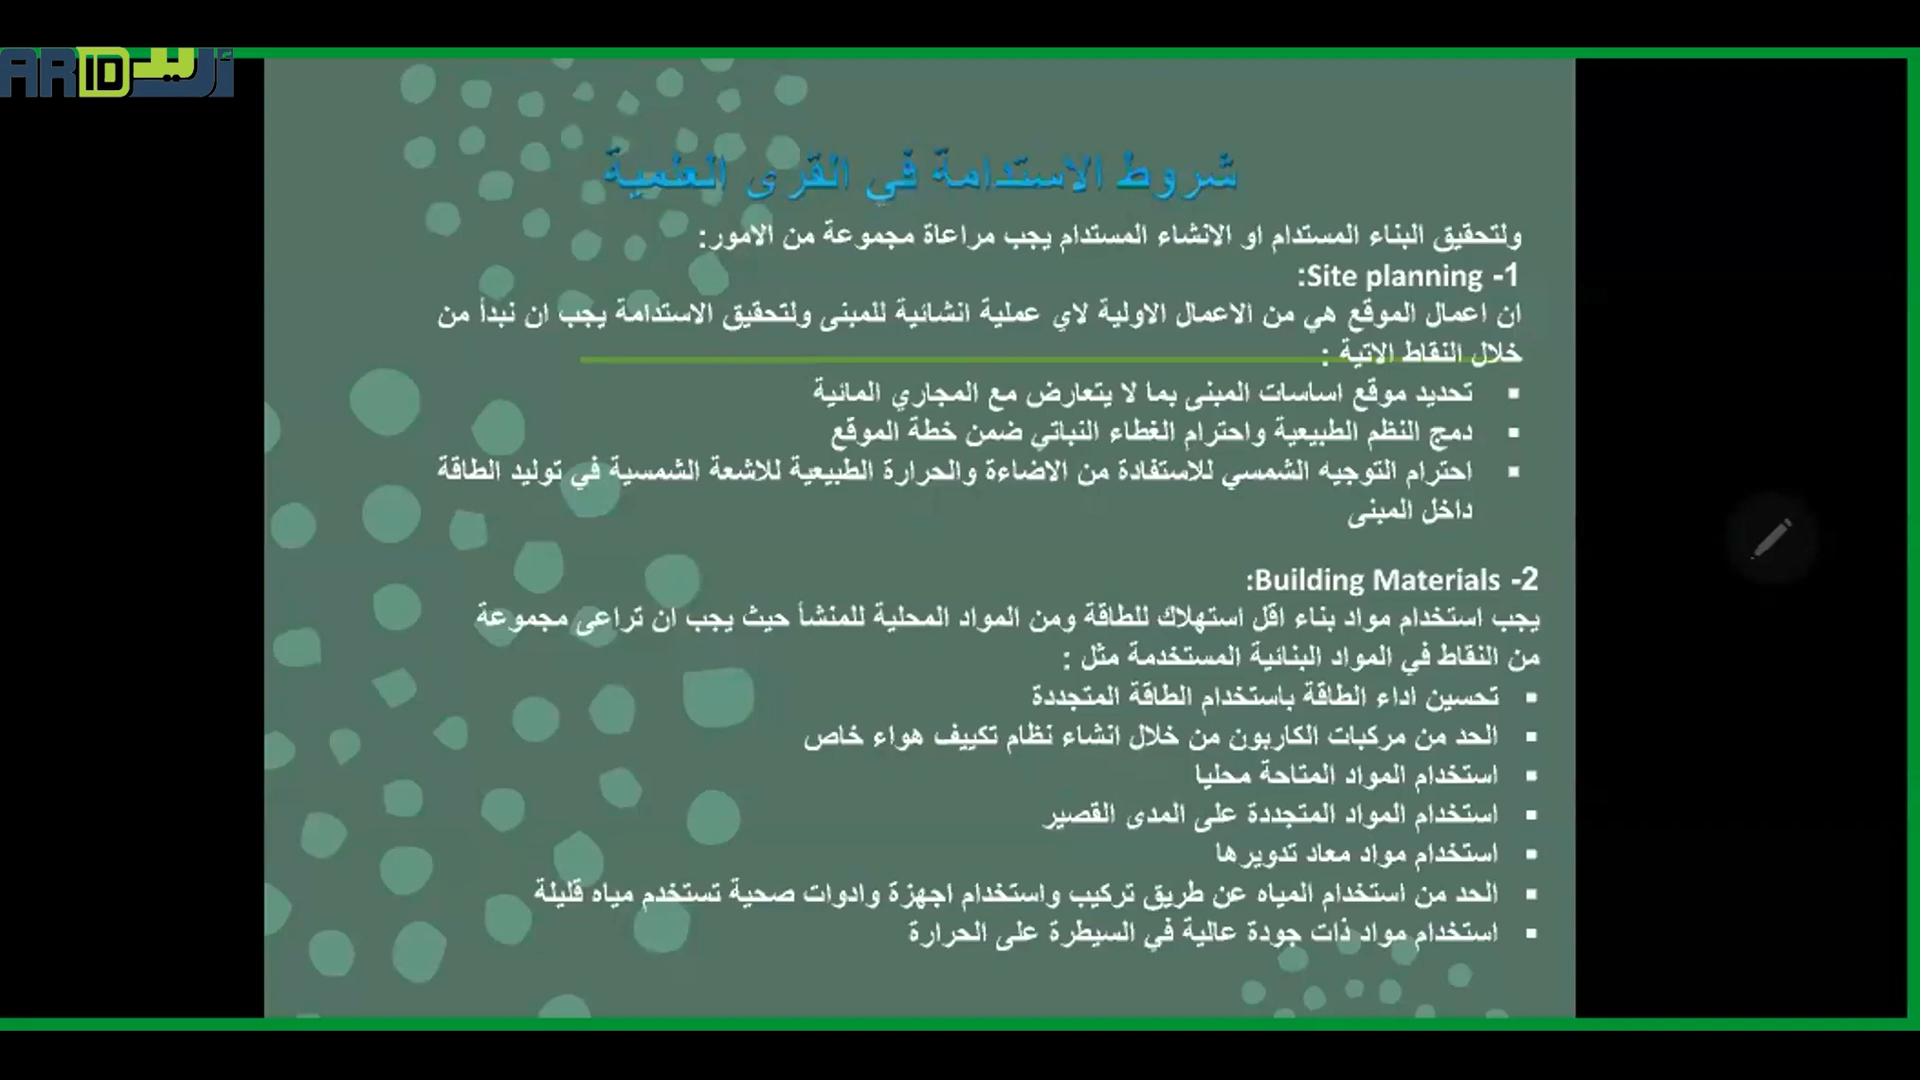 ARID أريد
شروط الاستدامة في القرى العلمية
ولتحقيق البناء المستدام او الانشاء المستدام يجب مراعاة مجموعة من الامور:
1- Site planning:
ان اعمال الموقع هي من الاعمال الاولية لاي عملية انشائية للمبنى ولتحقيق الاستدامة يجب ان نبدأ من
خلال النقاط الاتية :
▪ تحديد موقع اساسات المبنى بما لا يتعارض مع المجاري المائية
▪ دمج النظم الطبيعية واحترام الغطاء النباتي ضمن خطة الموقع
▪ احترام التوجيه الشمسي للاستفادة من الاضاءة والحرارة الطبيعية للاشعة الشمسية في توليد الطاقة
داخل المبنى
2- Building Materials:
يجب استخدام مواد بناء اقل استهلاك للطاقة ومن المواد المحلية للمنشأ حيث يجب ان تراعى مجموعة
من النقاط في المواد البنائية المستخدمة مثل :
▪ تحسين اداء الطاقة باستخدام الطاقة المتجددة
▪ الحد من مركبات الكاربون من خلال انشاء نظام تكييف هواء خاص
▪ استخدام المواد المتاحة محليا
▪ استخدام المواد المتجددة على المدى القصير
▪ استخدام مواد معاد تدويرها
▪ الحد من استخدام المياه عن طريق تركيب واستخدام اجهزة وادوات صحية تستخدم مياه قليلة
▪ استخدام مواد ذات جودة عالية في السيطرة على الحرارة